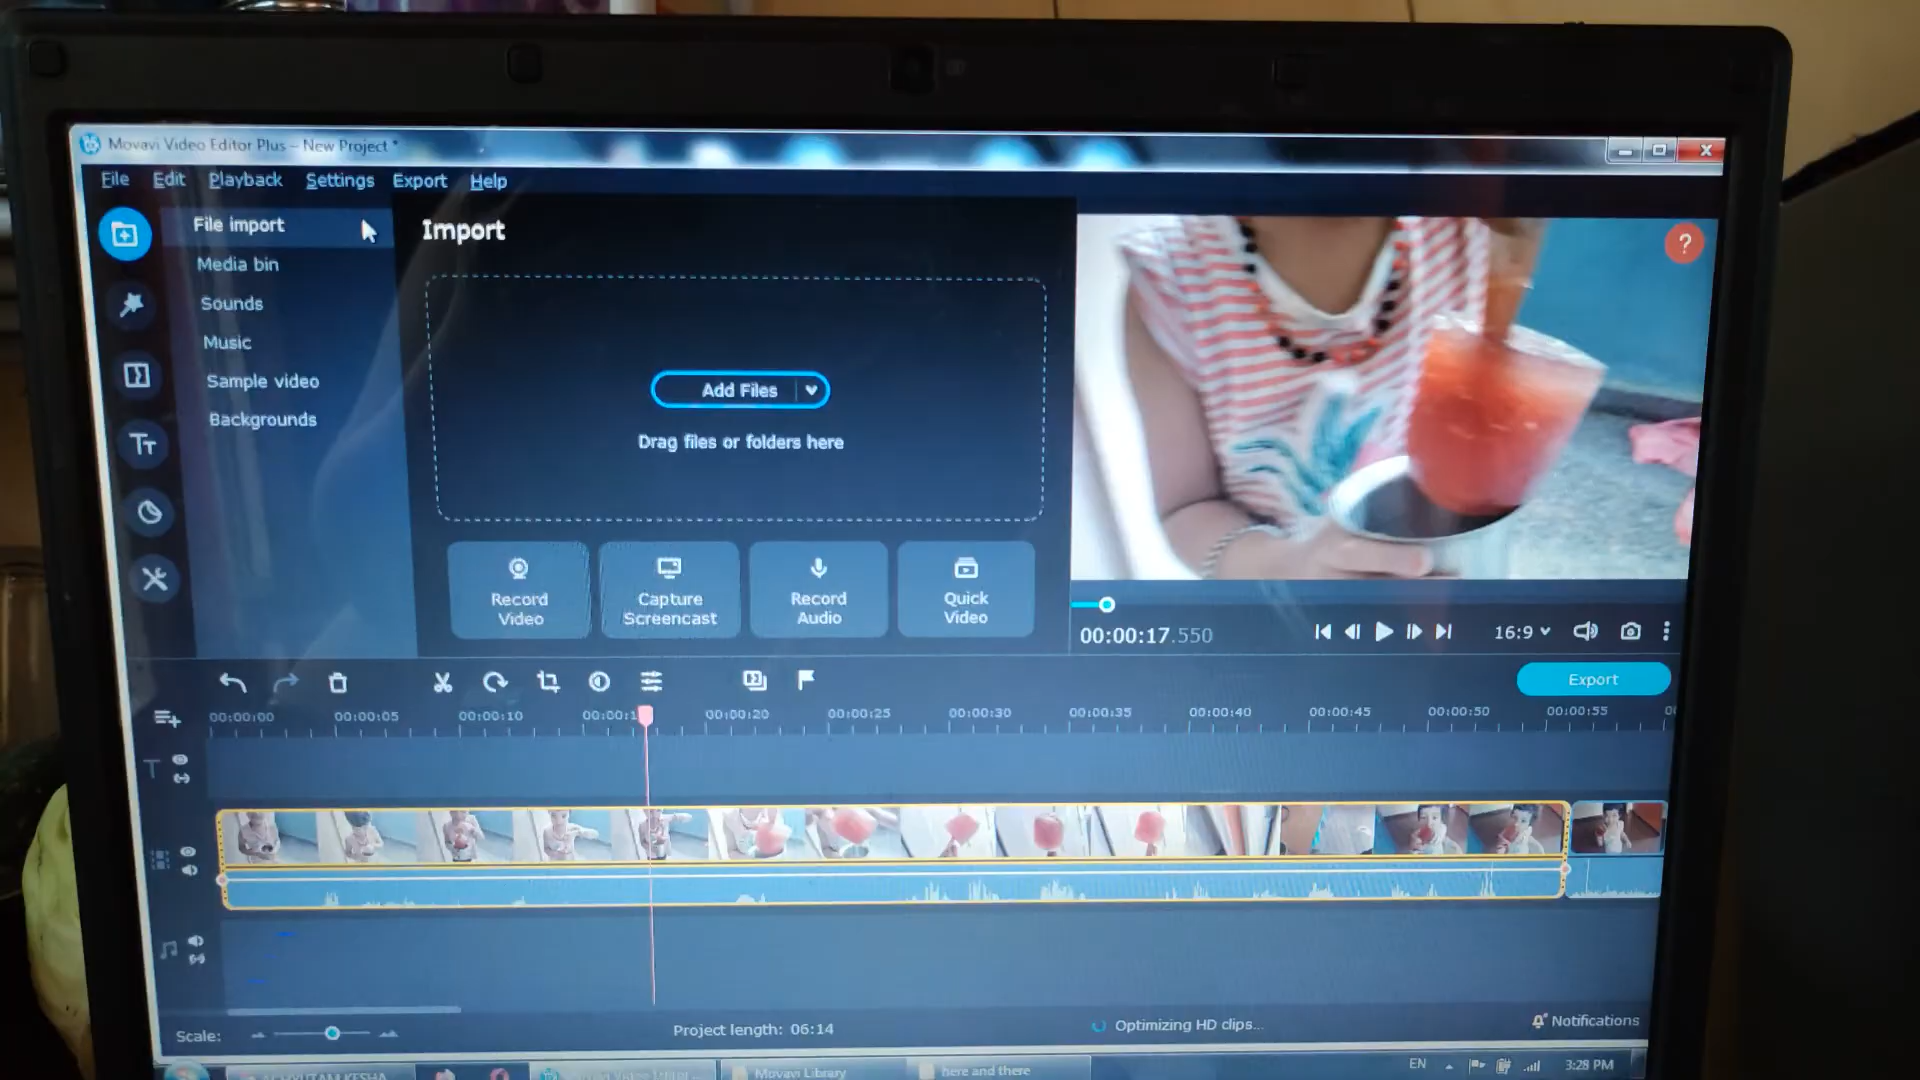 Movavi Video Editor Plus – New Project *
File Edit Playback Settings Export Help
File import
Media bin
Sounds
Music
Sample video
Backgrounds
Import
Add Files
Drag files or folders here
Record Video
Capture Screencast
Record Audio
Quick Video
?
00:00:17.550
16:9
Export
00:00:00 00:00:05 00:00:10 00:00:1 00:00:20 00:00:25 00:00:30 00:00:35 00:00:40 00:00:45 00:00:50 00:00:55
Scale:
Project length: 06:14
Optimizing HD clips...
Notifications
Movavi Library
here and there
EN
3:28 PM